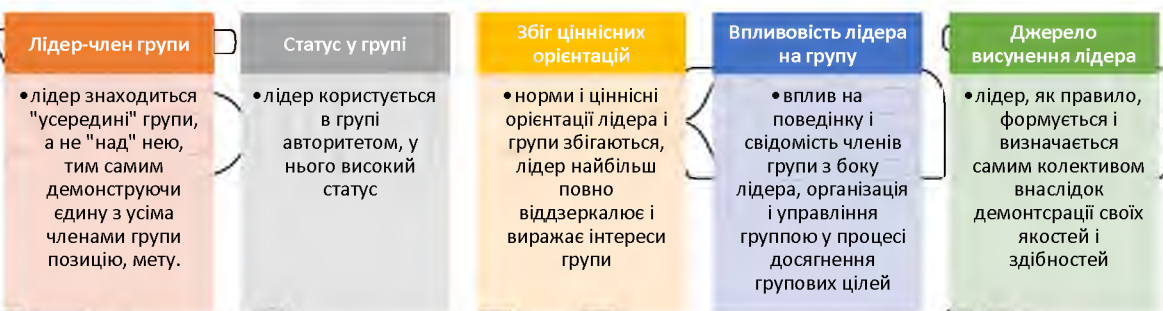 Лідер-член групи
•лідер знаходиться
"усередині" групи,
а не "над" нею,
тим самим
демонструючи
єдину з усіма
членами групи
позицію, мету.
Статус у групі
•лідер користується
в групі
авторитетом, у
нього високий
статус
Збіг ціннісних
орієнтацій
•норми і ціннісні
орієнтації лідера і
групи збігаються,
лідер найбільш
повно
віддзеркалює і
виражає інтереси
групи
Впливовість лідера
на групу
•вплив на
поведінку і
свідомість членів
групи з боку
лідера, організація
і управління
группою у процесі
досягнення
групових цілей
Джерело
висунення лідера
•лідер, як правило,
формується і
визначається
самим колективом
внаслідок
демонтсрації своїх
якостей і
здібностей